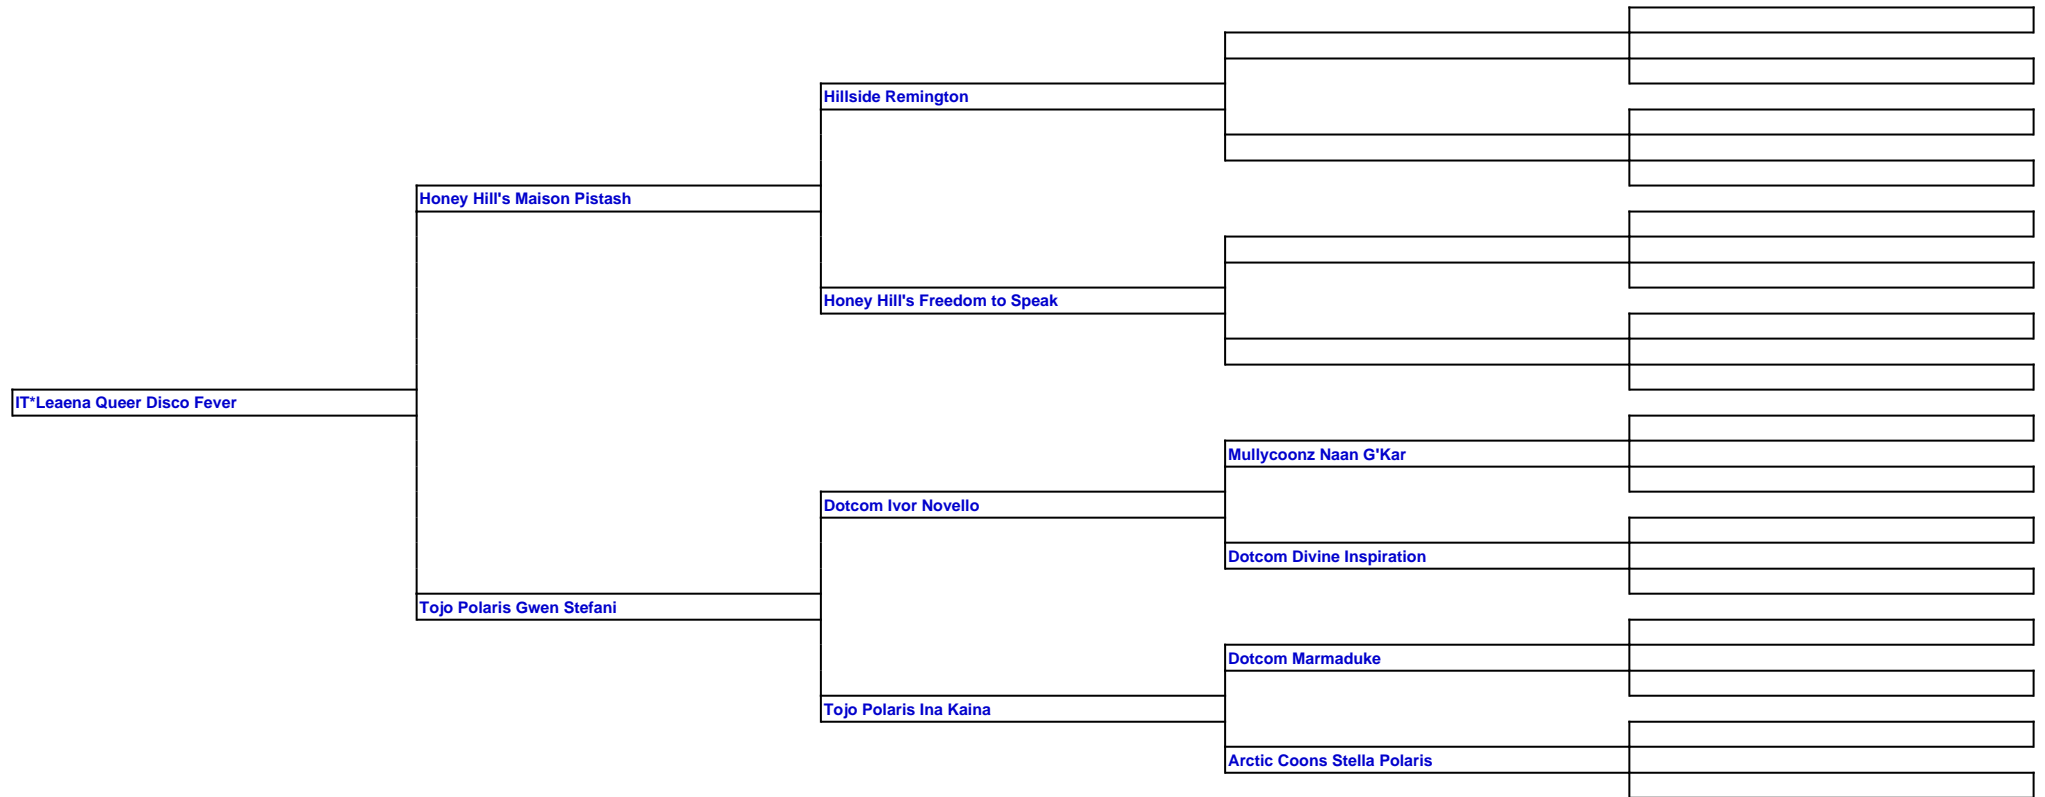 Hillside Remington
Honey Hill's Maison Pistash
Honey Hill's Freedom to Speak
IT*Leaena Queer Disco Fever
Mullycoonz Naan G'Kar
Dotcom Ivor Novello
Dotcom Divine Inspiration
Tojo Polaris Gwen Stefani
Dotcom Marmaduke
Tojo Polaris Ina Kaina
Arctic Coons Stella Polaris